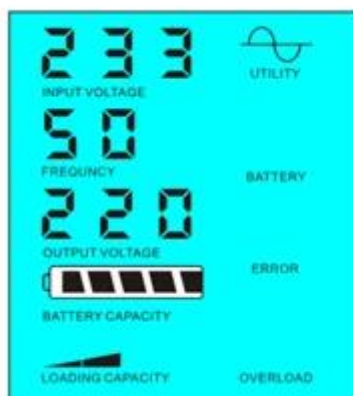 233
INPUT VOLTAGE
UTILITY
50
FREQUNCY
BATTERY
220
OUTPUT VOLTAGE
ERROR
BATTERY CAPACITY
LOADING CAPACITY
OVERLOAD